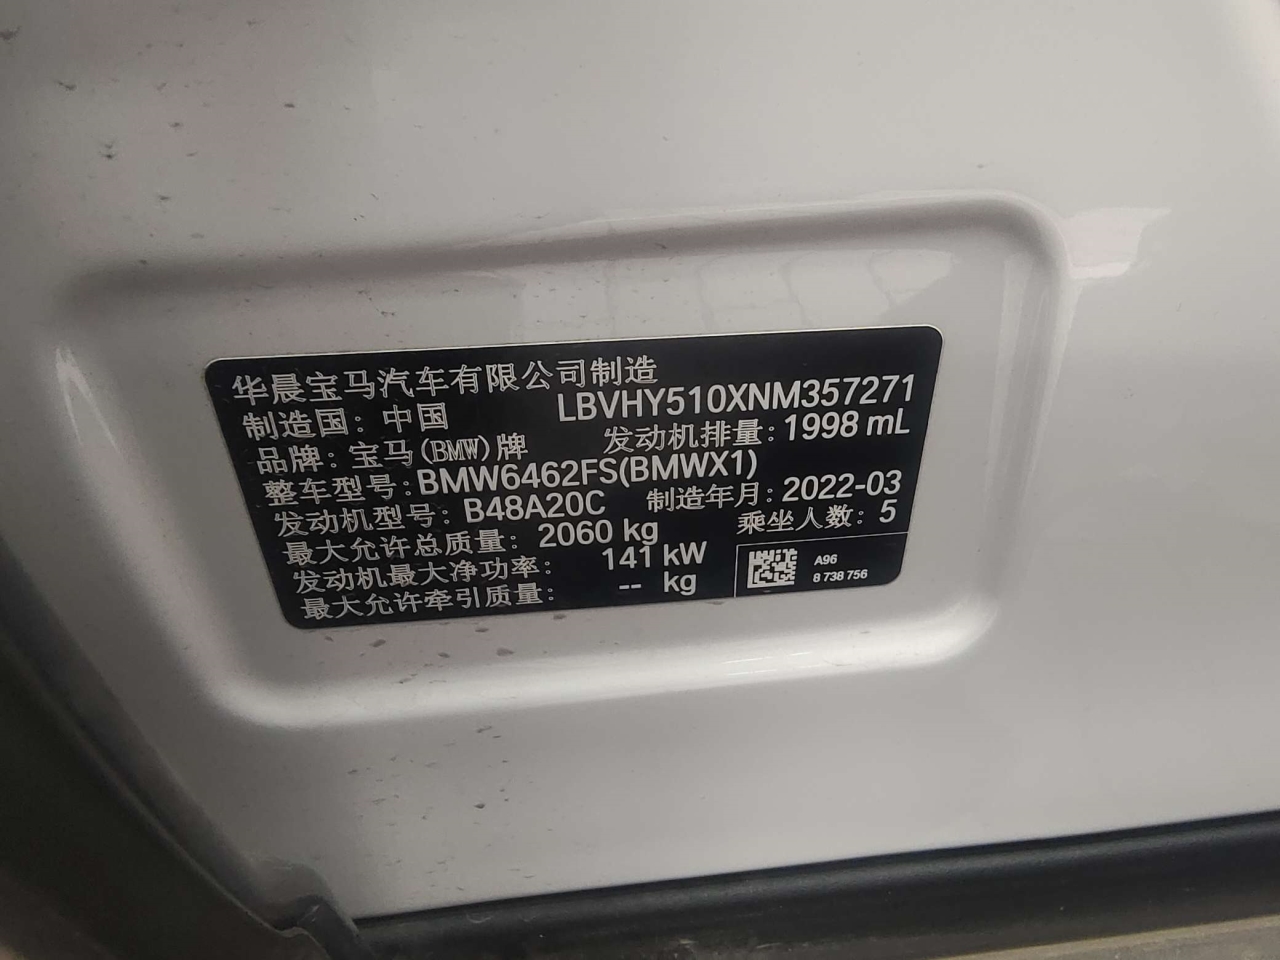 华晨宝马汽车有限公司制造
制造国：中国 LBVHY510XNM357271
品牌：宝马(BMW)牌 发动机排量：1998 mL
整车型号：BMW6462FS(BMWX1)
发动机型号：B48A20C 制造年月：2022-03
最大允许总质量：2060 kg 乘坐人数：5
发动机最大净功率：141 kW
最大允许牵引质量：-- kg
A96
8 738 756